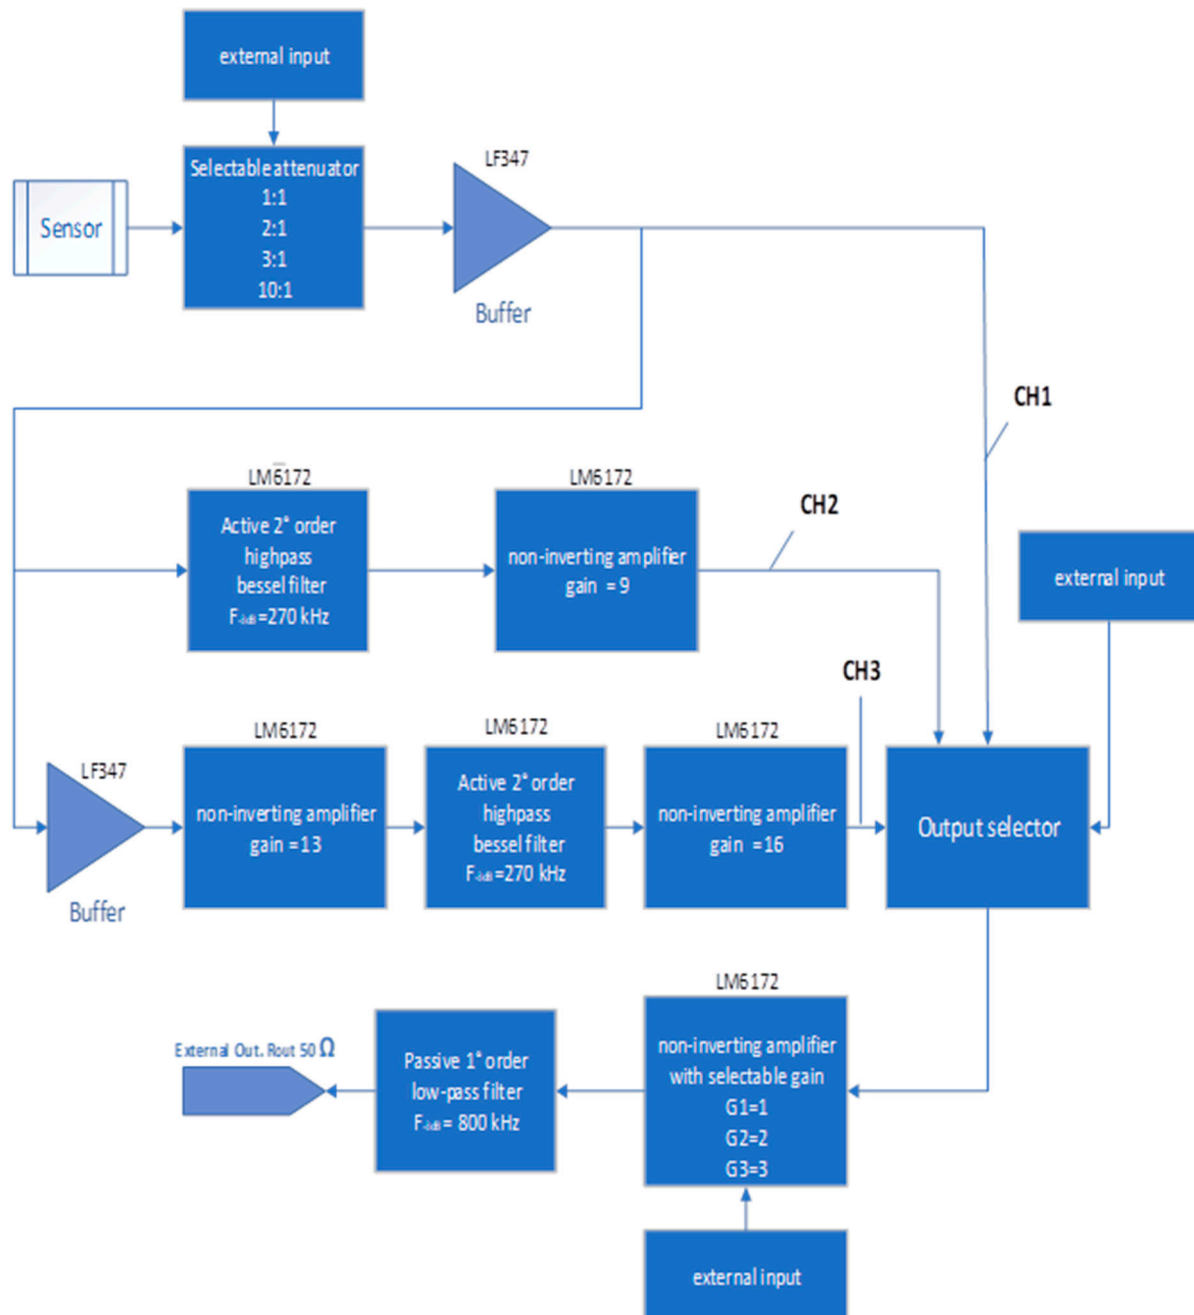 external input
LF347
Selectable attenuator
1:1
2:1
3:1
10:1
Sensor
Buffer
CH1
LM6172
Active 2° order
highpass
bessel filter
F-3dB=270 kHz
LM6172
non-inverting amplifier
gain = 9
CH2
external input
CH3
LF347
Buffer
LM6172
non-inverting amplifier
gain =13
LM6172
Active 2° order
highpass
bessel filter
F-3dB=270 kHz
LM6172
non-inverting amplifier
gain =16
Output selector
LM6172
non-inverting amplifier
with selectable gain
G1=1
G2=2
G3=3
Passive 1° order
low-pass filter
F-3dB= 800 kHz
External Out. Rout 50 Ω
external input